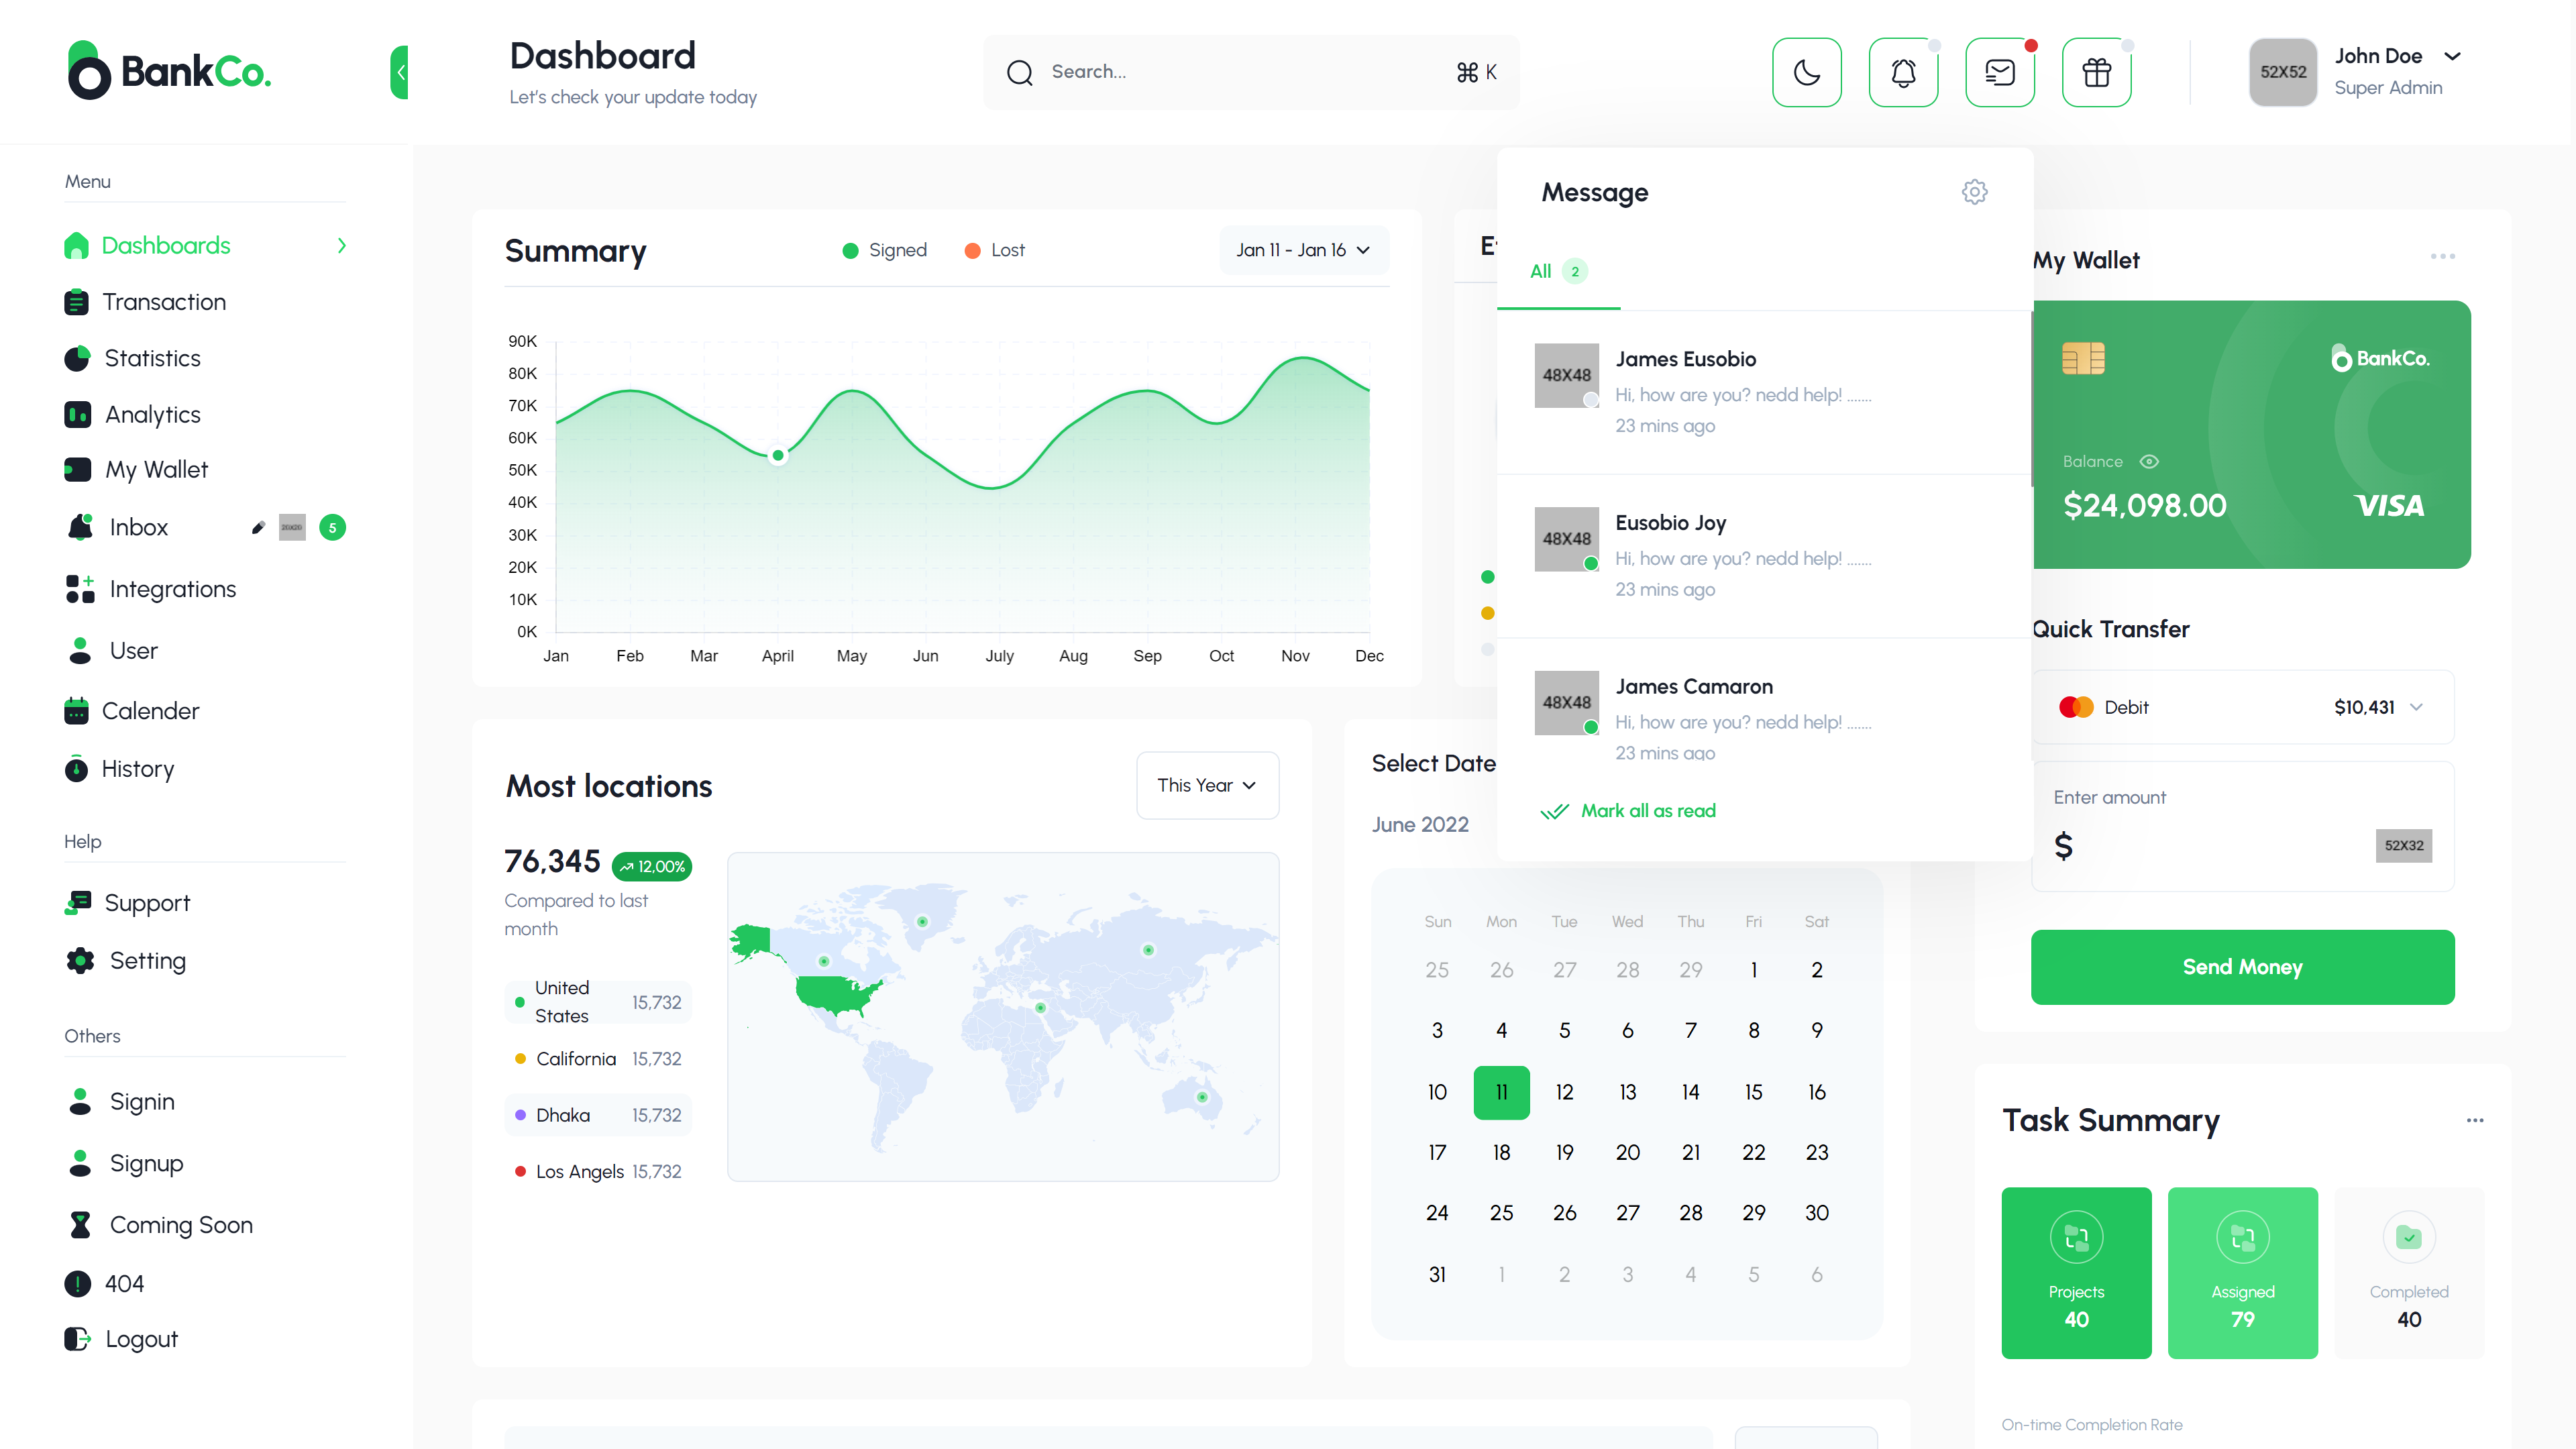 BankCo.
Dashboard
Let's check your update today
Search...
⌘ K
52X52
John Doe
Super Admin
Menu
Dashboards
Transaction
Statistics
Analytics
My Wallet
Inbox
20X20
5
Integrations
User
Calender
History
Help
Support
Setting
Others
Signin
Signup
Coming Soon
404
Logout
Summary
Signed
Lost
Jan 11 - Jan 16
90K
80K
70K
60K
50K
40K
30K
20K
10K
0K
Jan Feb Mar April May Jun July Aug Sep Oct Nov Dec
Message
All 2
48X48
James Eusobio
Hi, how are you? nedd help! .......
23 mins ago
48X48
Eusobio Joy
Hi, how are you? nedd help! .......
23 mins ago
48X48
James Camaron
Hi, how are you? nedd help! .......
23 mins ago
Mark all as read
My Wallet
BankCo.
Balance
$24,098.00
VISA
Quick Transfer
Debit
$10,431
Enter amount
$
52X32
Send Money
Most locations
This Year
76,345
12,00%
Compared to last
month
United
States
15,732
California 15,732
Dhaka 15,732
Los Angels 15,732
Select Date
June 2022
Sun Mon Tue Wed Thu Fri Sat
25 26 27 28 29 1 2
3 4 5 6 7 8 9
10 11 12 13 14 15 16
17 18 19 20 21 22 23
24 25 26 27 28 29 30
31 1 2 3 4 5 6
Task Summary
Projects
40
Assigned
79
Completed
40
On-time Completion Rate